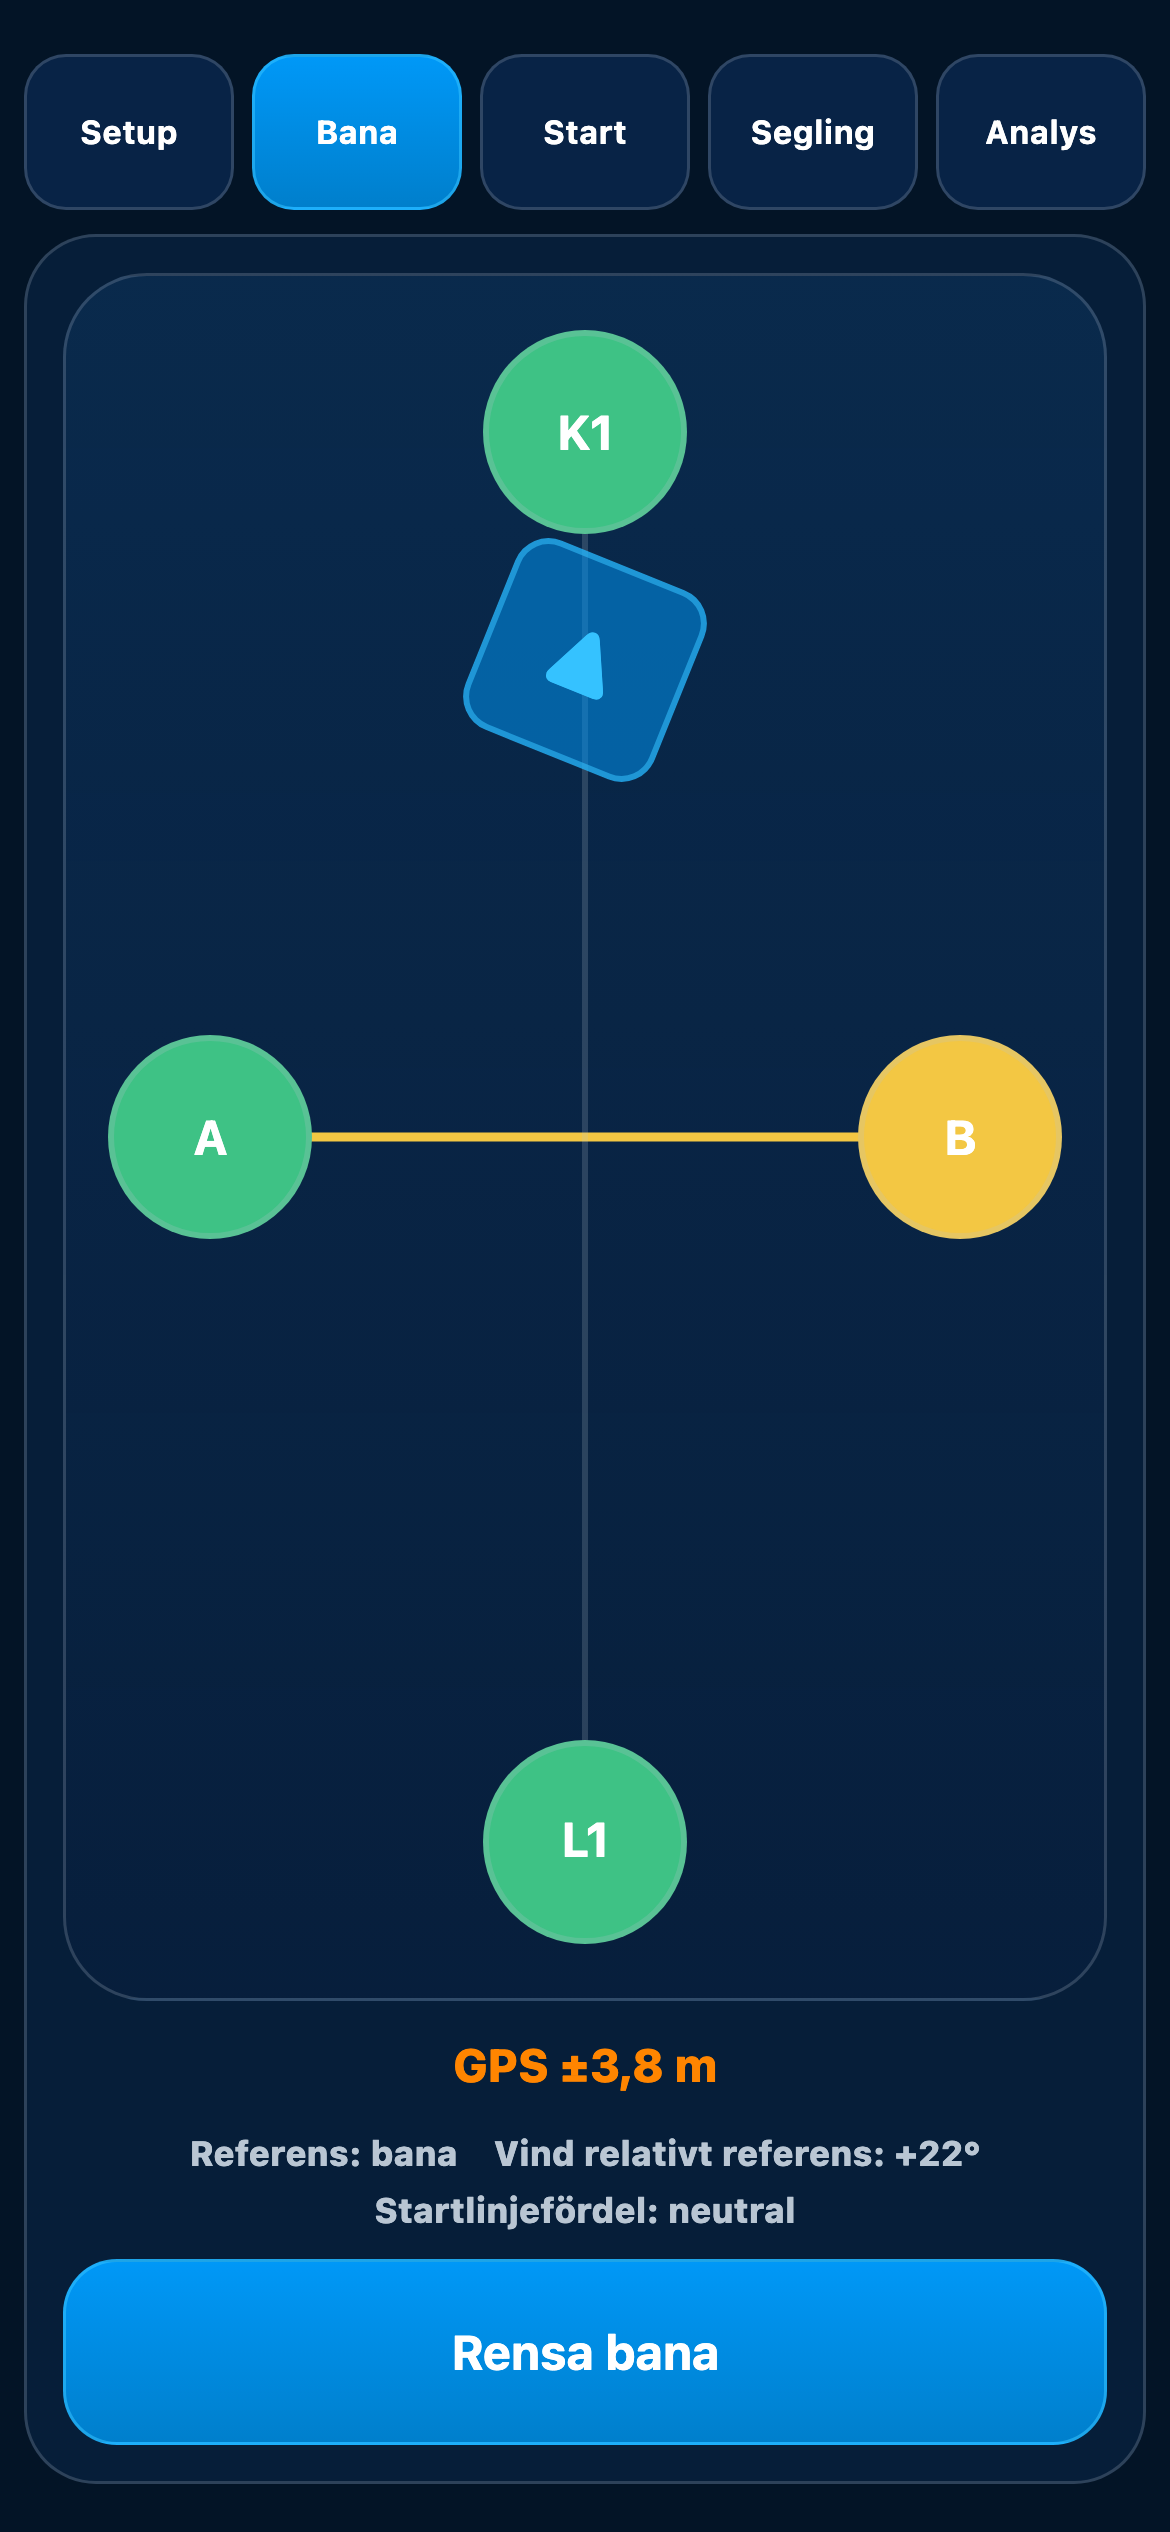 Setup Bana Start Segling Analys
K1
A B
L1
GPS ±3,8 m
Referens: bana Vind relativt referens: +22°
Startlinjefördel: neutral
Rensa bana